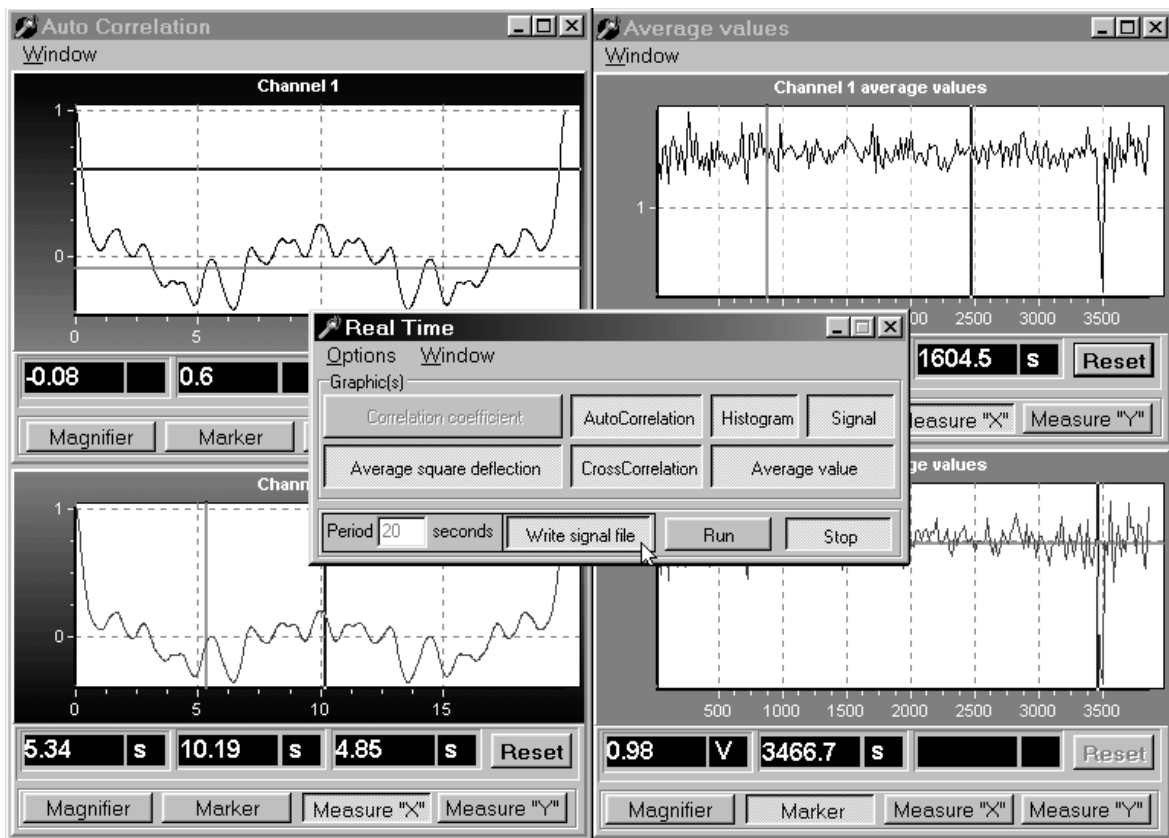 Auto Correlation
Window
Channel 1
1
0
0 5
-0.08 0.6
Magnifier Marker
Average values
Window
Channel 1 average values
1
2500 3000 3500
1604.5 s Reset
Measure "Y"
Real Time
Options Window
Graphic(s)
Correlation coefficient AutoCorrelation Histogram Signal
Average square deflection CrossCorrelation Average value
Period 20 seconds Write signal file Run Stop
1
0
0 5 10 15
5.34 s 10.19 s 4.85 s Reset
Magnifier Marker Measure "X" Measure "Y"
values
500 1000 1500 2000 2500 3000 3500
0.98 V 3466.7 s Reset
Magnifier Marker Measure "X" Measure "Y"